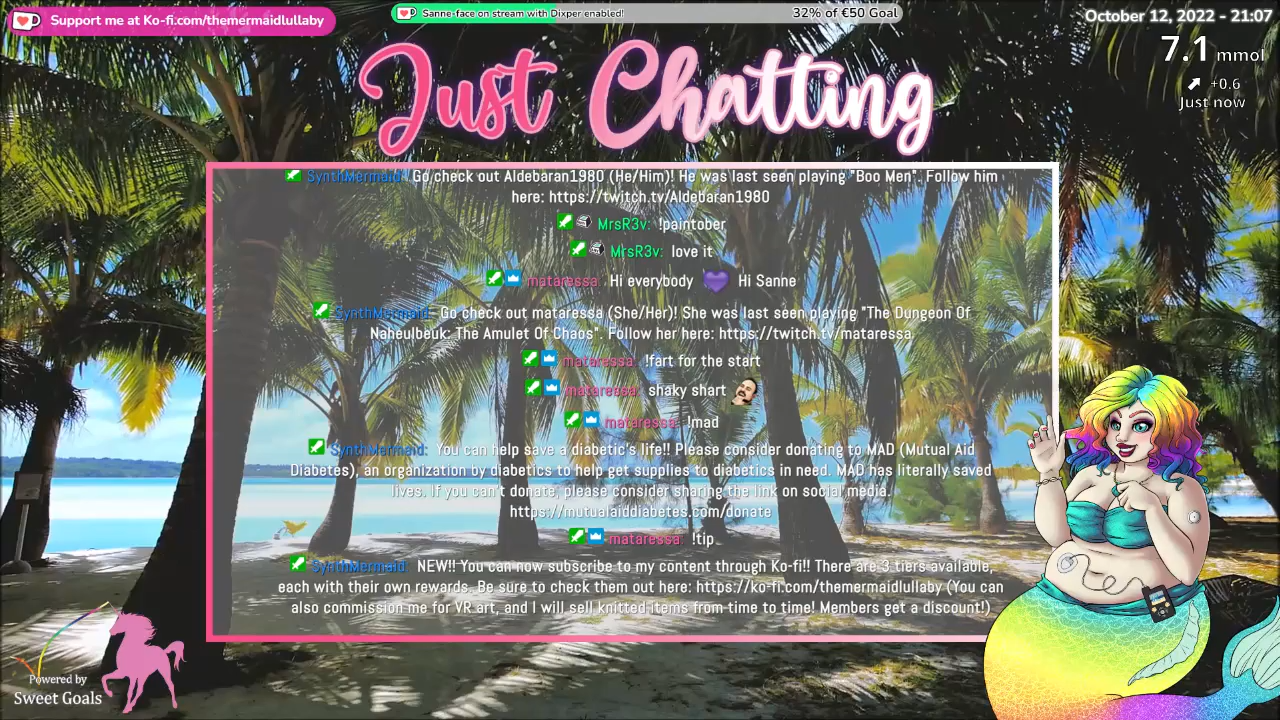 Support me at Ko-fi.com/themermaidlullaby
Sanne-face on stream with Dixper enabled!
32% of €50 Goal
October 12, 2022 - 21:07
7.1 mmol
+0.6
Just now
Just Chatting
SynthMermaid: Go check out Aldebaran1980 (He/Him)! He was last seen playing "Boo Men". Follow him
here: https://twitch.tv/Aldebaran1980
MrsR3v: !paintober
MrsR3v: love it
mataressa: Hi everybody Hi Sanne
SynthMermaid: Go check out mataressa (She/Her)! She was last seen playing "The Dungeon Of
Naheulbeuk: The Amulet Of Chaos". Follow her here: https://twitch.tv/mataressa
mataressa: !fart for the start
mataressa: shaky shart
mataressa: !mad
SynthMermaid: You can help save a diabetic's life!! Please consider donating to MAD (Mutual Aid
Diabetes), an organization by diabetics to help get supplies to diabetics in need. MAD has literally saved
lives. If you can't donate, please consider sharing the link on social media.
https://mutualaiddiabetes.com/donate
mataressa: !tip
SynthMermaid: NEW!! You can now subscribe to my content through Ko-fi!! There are 3 tiers available,
each with their own rewards. Be sure to check them out here: https://ko-fi.com/themermaidlullaby (You can
also commission me for VR art, and I will sell knitted items from time to time! Members get a discount!)
Powered by
Sweet Goals